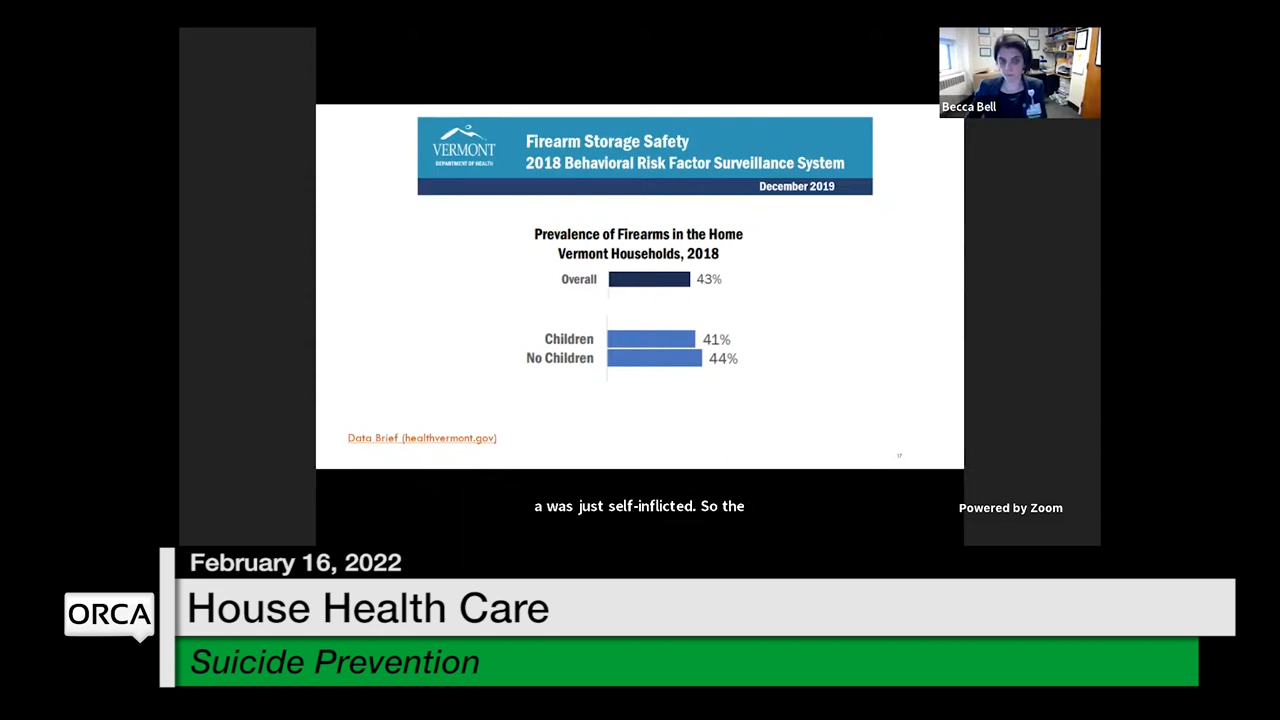 Becca Bell
VERMONT
DEPARTMENT OF HEALTH
Firearm Storage Safety
2018 Behavioral Risk Factor Surveillance System
December 2019
Prevalence of Firearms in the Home
Vermont Households, 2018
Overall 43%
Children 41%
No Children 44%
Data Brief (healthvermont.gov)
17
a was just self-inflicted. So the
Powered by Zoom
February 16, 2022
ORCA
House Health Care
Suicide Prevention